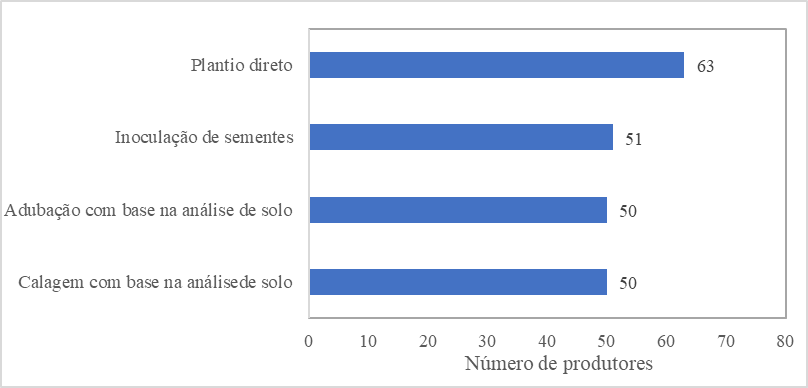 Plantio direto
63
Inoculação de sementes
51
Adubação com base na análise de solo
50
Calagem com base na análisede solo
50
0 10 20 30 40 50 60 70 80
Número de produtores